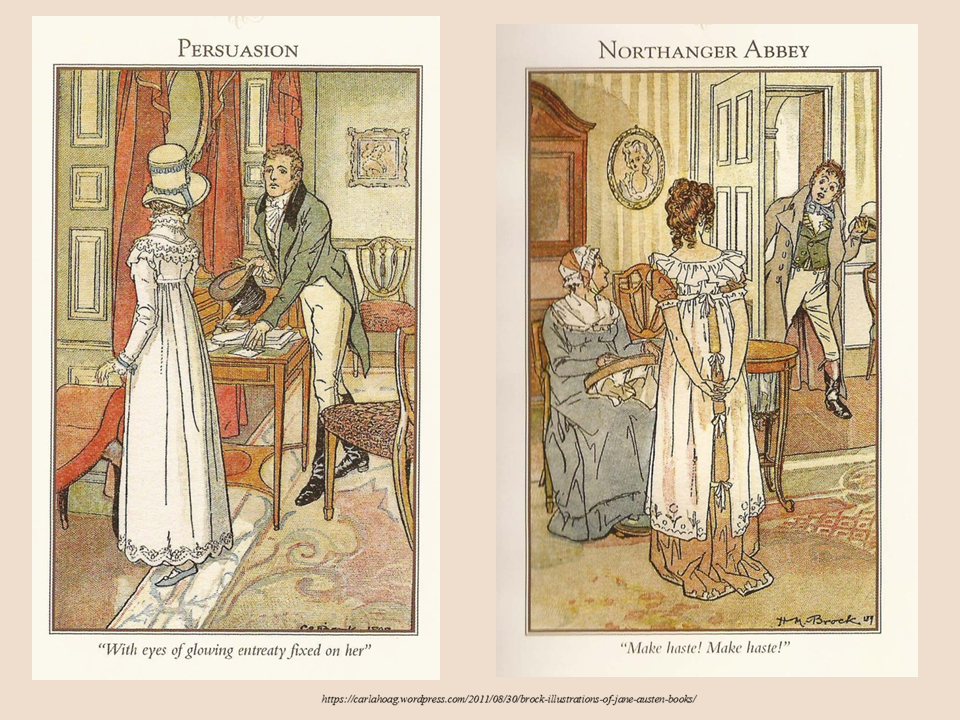 PERSUASION
"With eyes of glowing entreaty fixed on her"
NORTHANGER ABBEY
H.M. Brock. 09
"Make haste! Make haste!"
https://carlahoag.wordpress.com/2011/08/30/brock-illustrations-of-jane-austen-books/